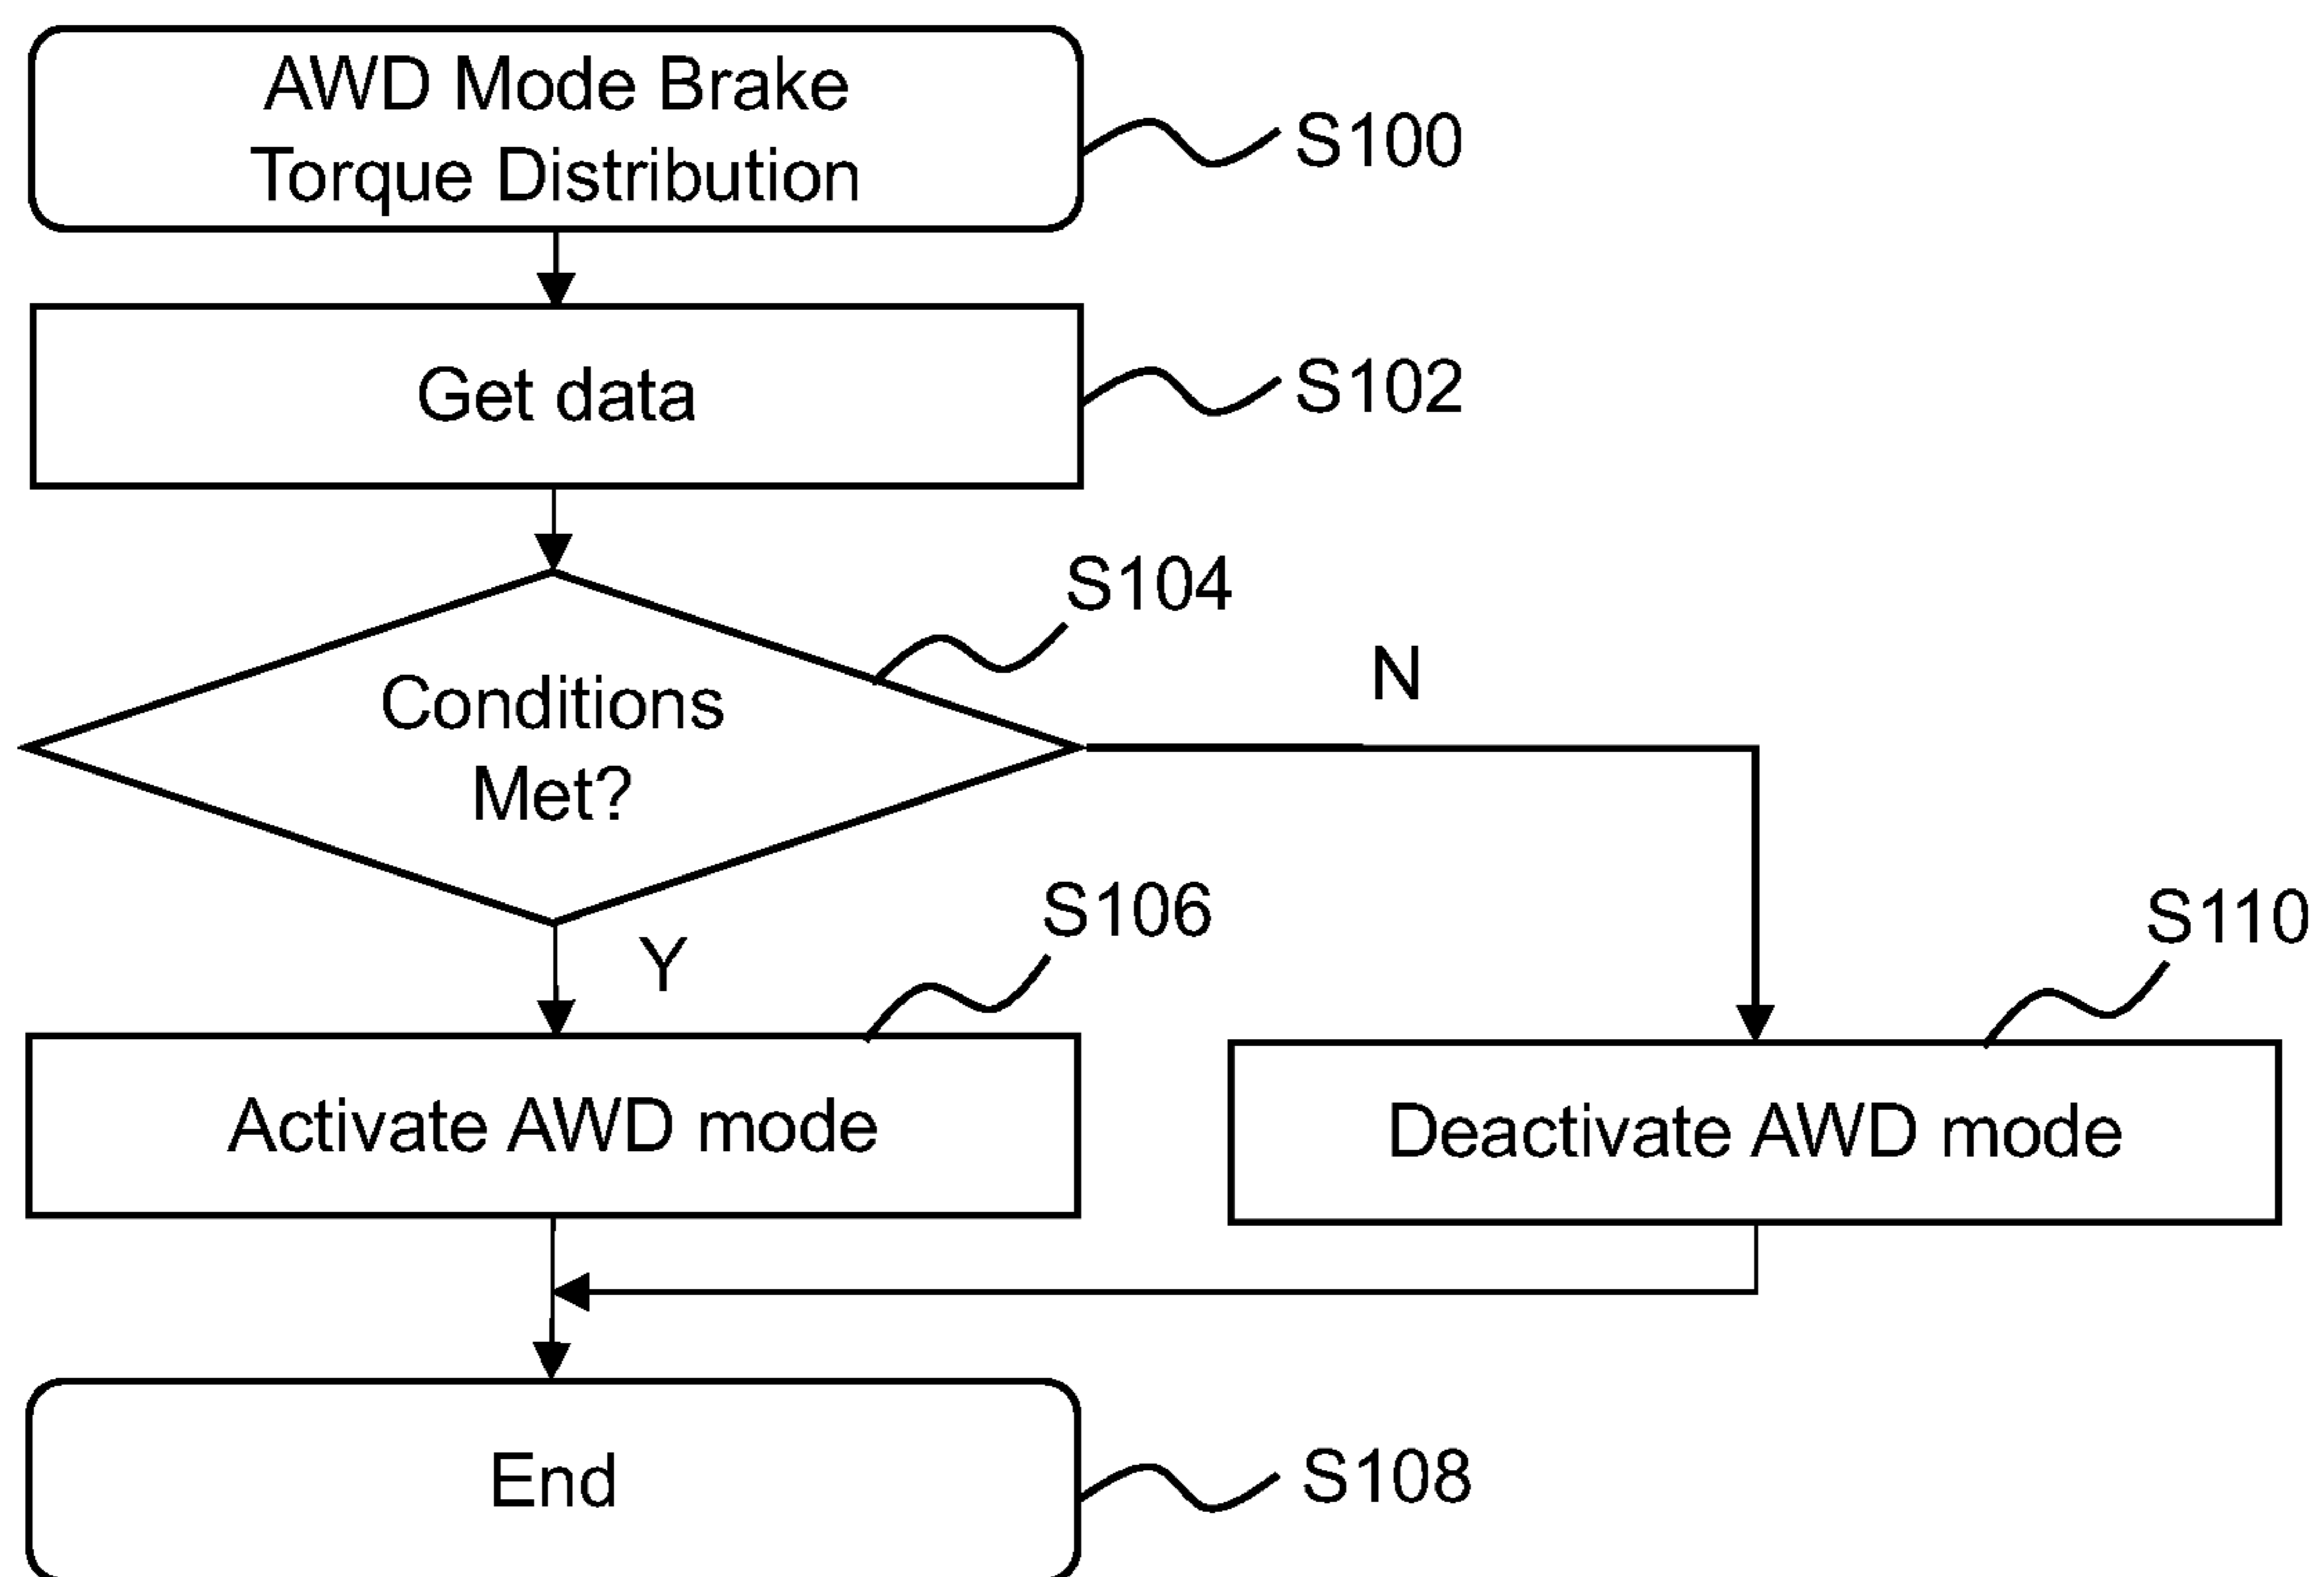 AWD Mode Brake
Torque Distribution
S100
Get data
S102
S104
Conditions
Met?
N
Y
S106
S110
Activate AWD mode
Deactivate AWD mode
End
S108